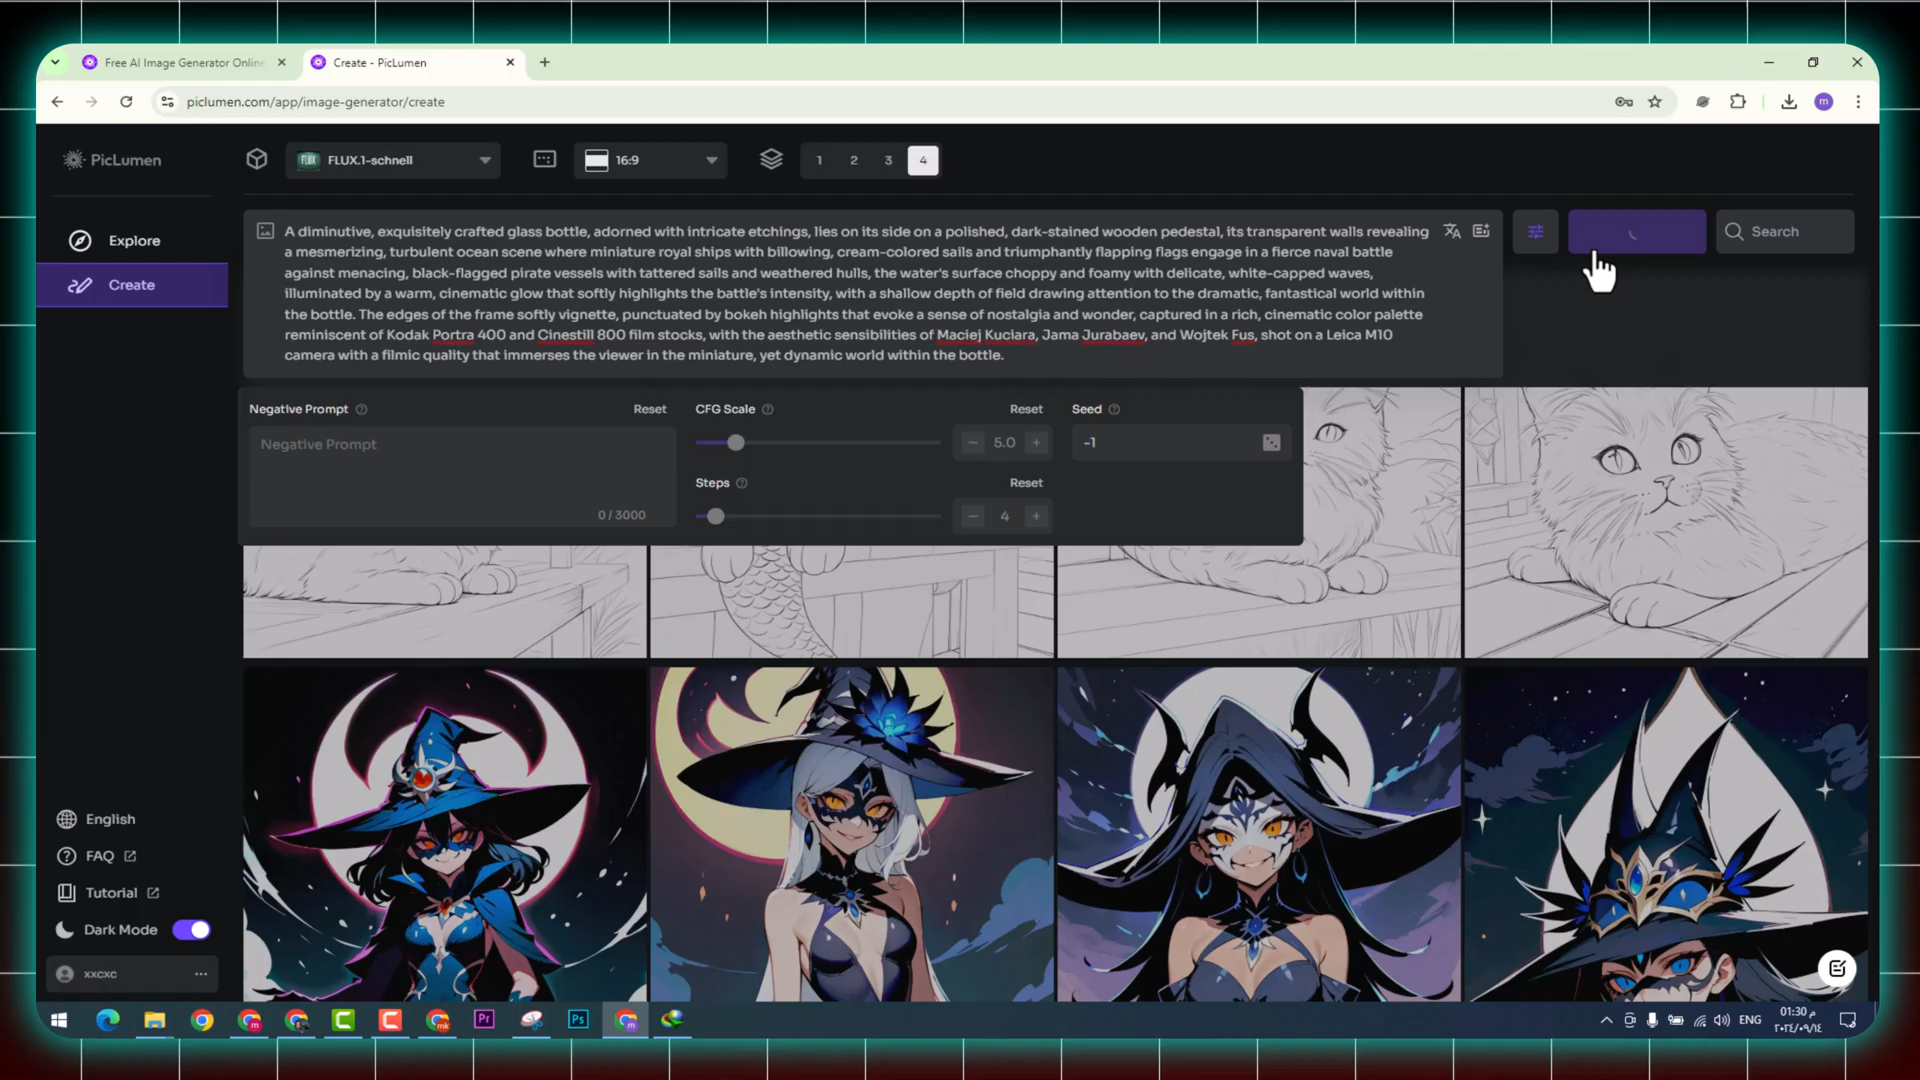 Free AI Image Generator Online
Create - PicLumen
piclumen.com/app/image-generator/create
m
PicLumen
FLUX
FLUX.1-schnell
16:9
1
2
3
4
Explore
Create
A diminutive, exquisitely crafted glass bottle, adorned with intricate etchings, lies on its side on a polished, dark-stained wooden pedestal, its transparent walls revealing
a mesmerizing, turbulent ocean scene where miniature royal ships with billowing, cream-colored sails and triumphantly flapping flags engage in a fierce naval battle
against menacing, black-flagged pirate vessels with tattered sails and weathered hulls, the water's surface choppy and foamy with delicate, white-capped waves,
illuminated by a warm, cinematic glow that softly highlights the battle's intensity, with a shallow depth of field drawing attention to the dramatic, fantastical world within
the bottle. The edges of the frame softly vignette, punctuated by bokeh highlights that evoke a sense of nostalgia and wonder, captured in a rich, cinematic color palette
reminiscent of Kodak Portra 400 and Cinestill 800 film stocks, with the aesthetic sensibilities of Maciej Kuciara, Jama Jurabaev, and Wojtek Fus, shot on a Leica M10
camera with a filmic quality that immerses the viewer in the miniature, yet dynamic world within the bottle.
Search
Negative Prompt
Reset
Negative Prompt
0 / 3000
CFG Scale
Reset
5.0
Steps
Reset
4
Seed
-1
English
FAQ
Tutorial
Dark Mode
xxcxc
Pr
Ps
ENG
01:30 م
٢٠٢٤/٠٩/١٤